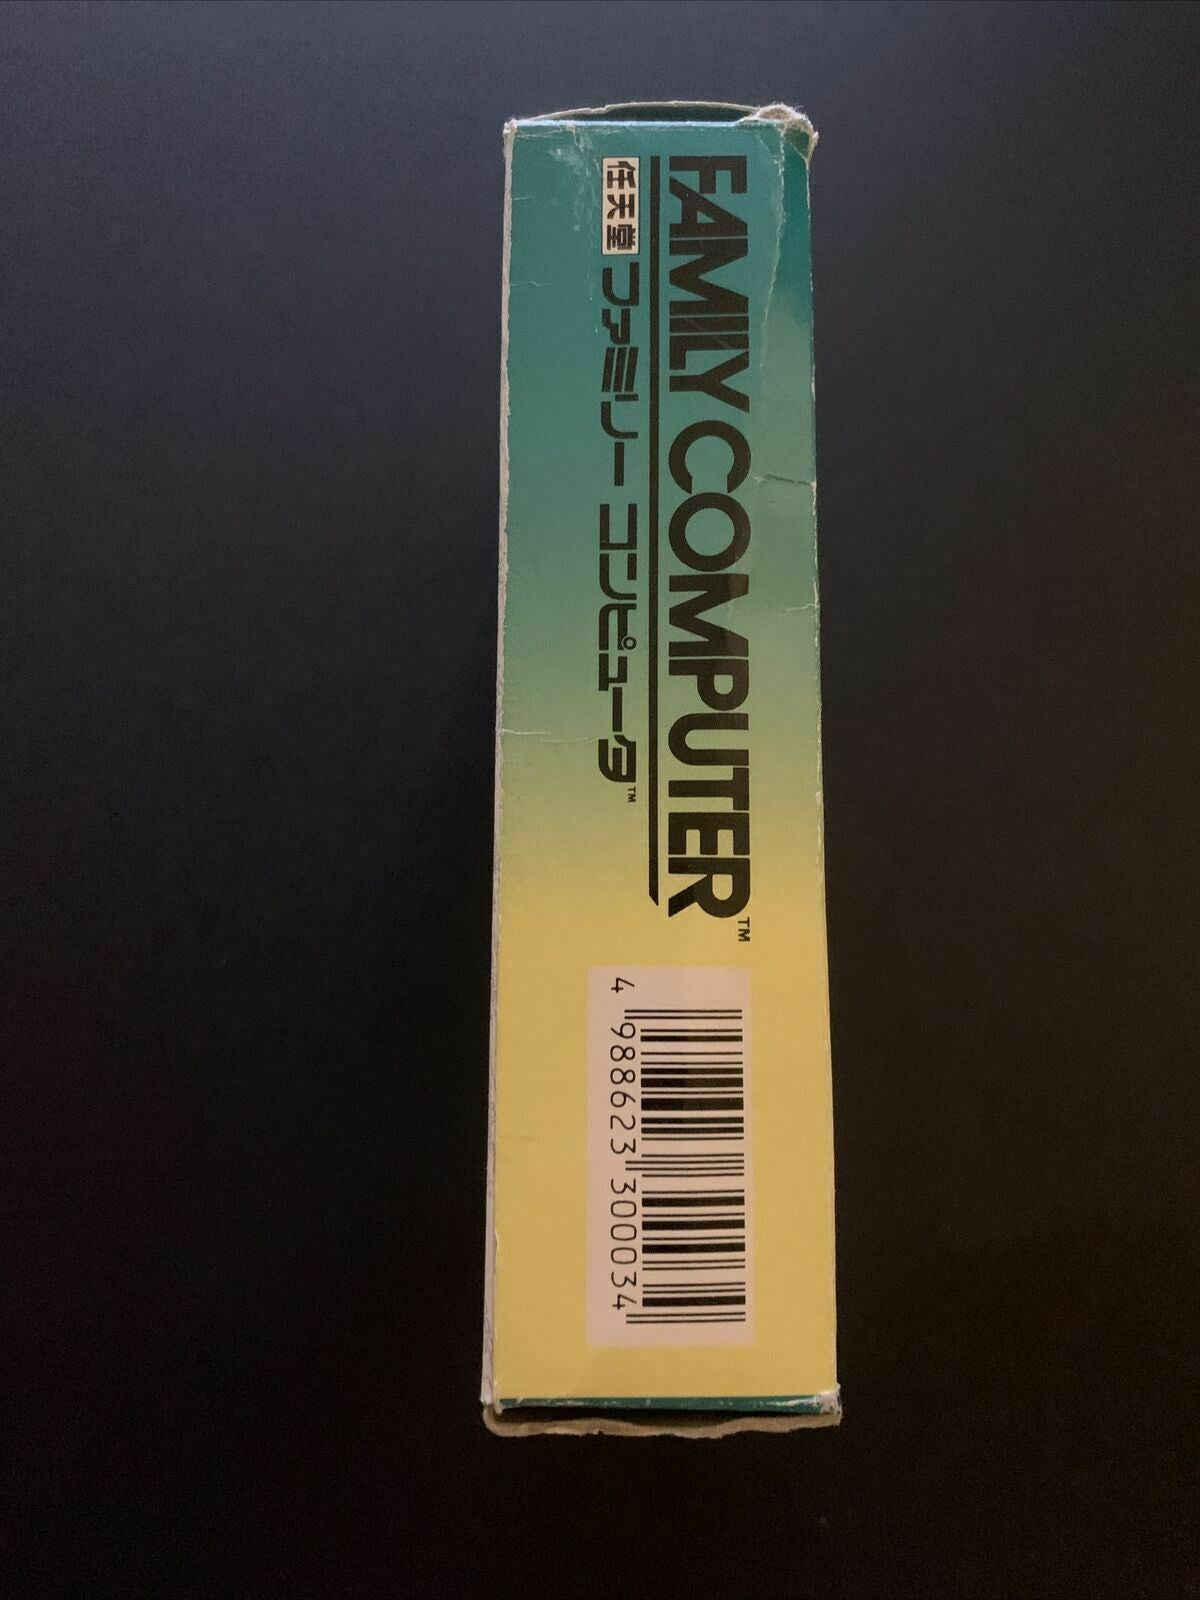 FAMILY COMPUTER™
任天堂 ファミリー コンピュータ™
4 988623 300034